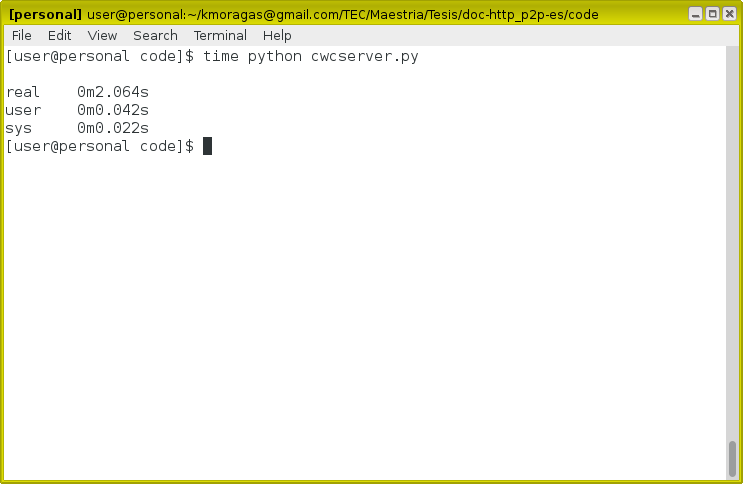 [personal] user@personal:~/kmoragas@gmail.com/TEC/Maestria/Tesis/doc-http_p2p-es/code
File Edit View Search Terminal Help
[user@personal code]$ time python cwcserver.py
real 0m2.064s
user 0m0.042s
sys 0m0.022s
[user@personal code]$